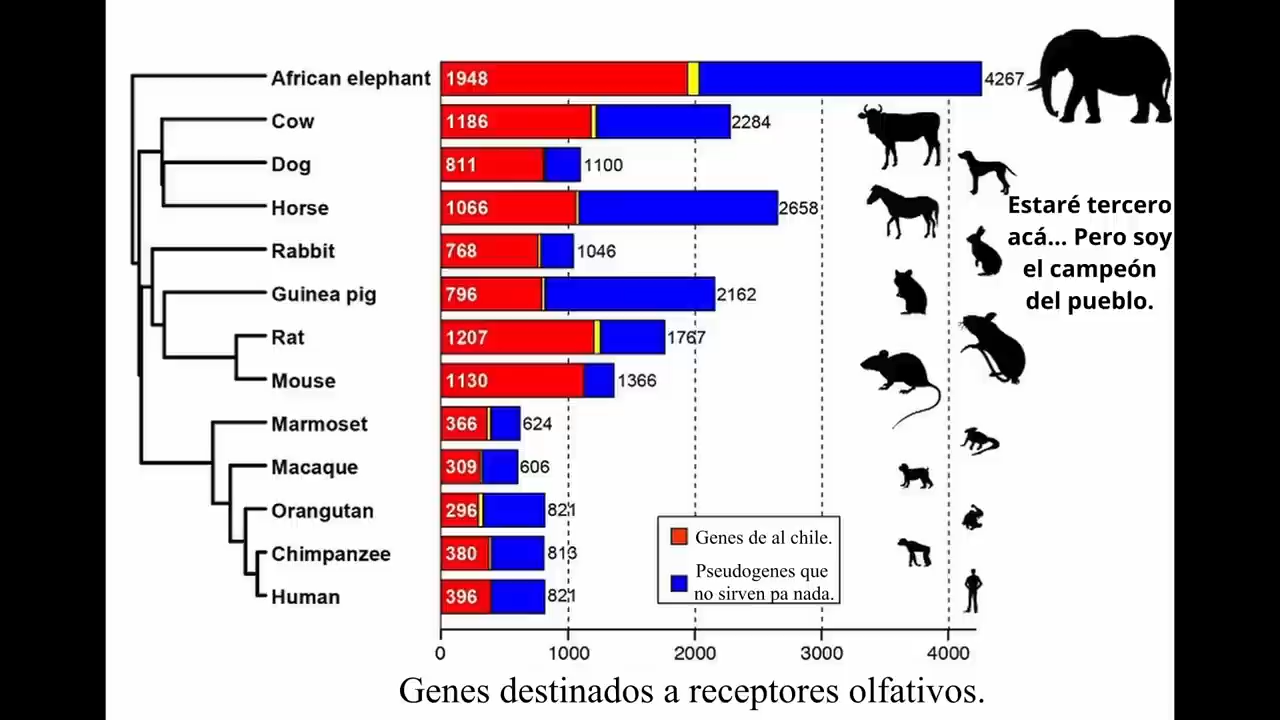 African elephant 1948 4267
Cow 1186 2284
Dog 811 1100
Horse 1066 2658
Rabbit 768 1046
Guinea pig 796 2162
Rat 1207 1767
Mouse 1130 1366
Marmoset 366 624
Macaque 309 606
Orangutan 296 821
Chimpanzee 380 813
Human 396 821
Estaré tercero
acá... Pero soy
el campeón
del pueblo.
Genes de al chile.
Pseudogenes que
no sirven pa nada.
0 1000 2000 3000 4000
Genes destinados a receptores olfativos.